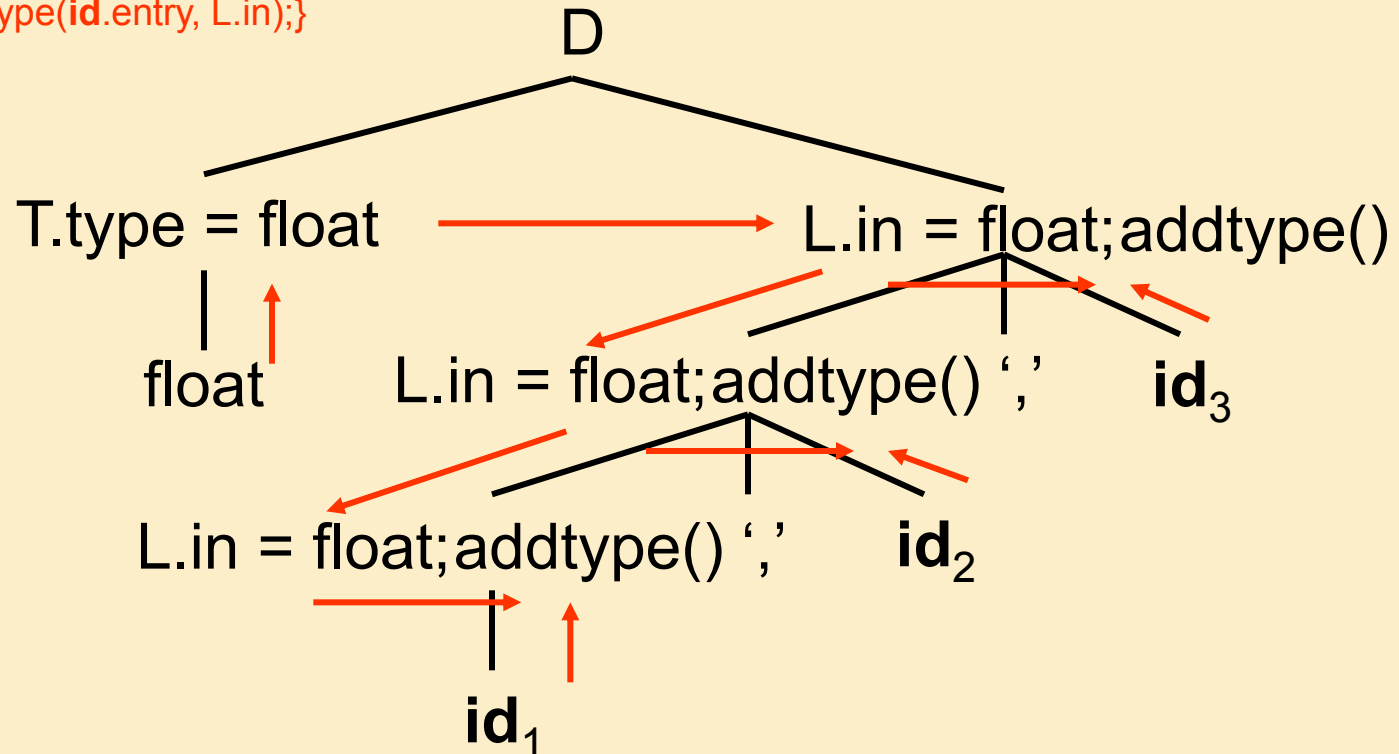 ype(id.entry, L.in);}
D
T.type = float L.in = float;addtype()
float L.in = float;addtype() ‘,’ id₃
L.in = float;addtype() ‘,’ id₂
id₁